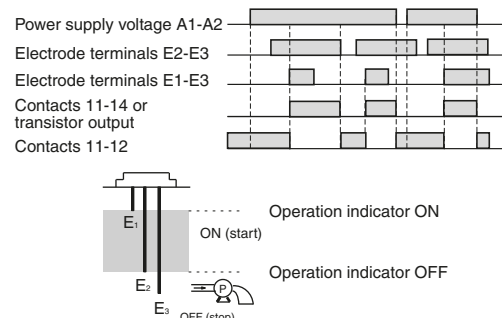 Power supply voltage A1-A2
Electrode terminals E2-E3
Electrode terminals E1-E3
Contacts 11-14 or
transistor output
Contacts 11-12
E1
Operation indicator ON
ON (start)
Operation indicator OFF
E2
P
E3
OFF (stop)